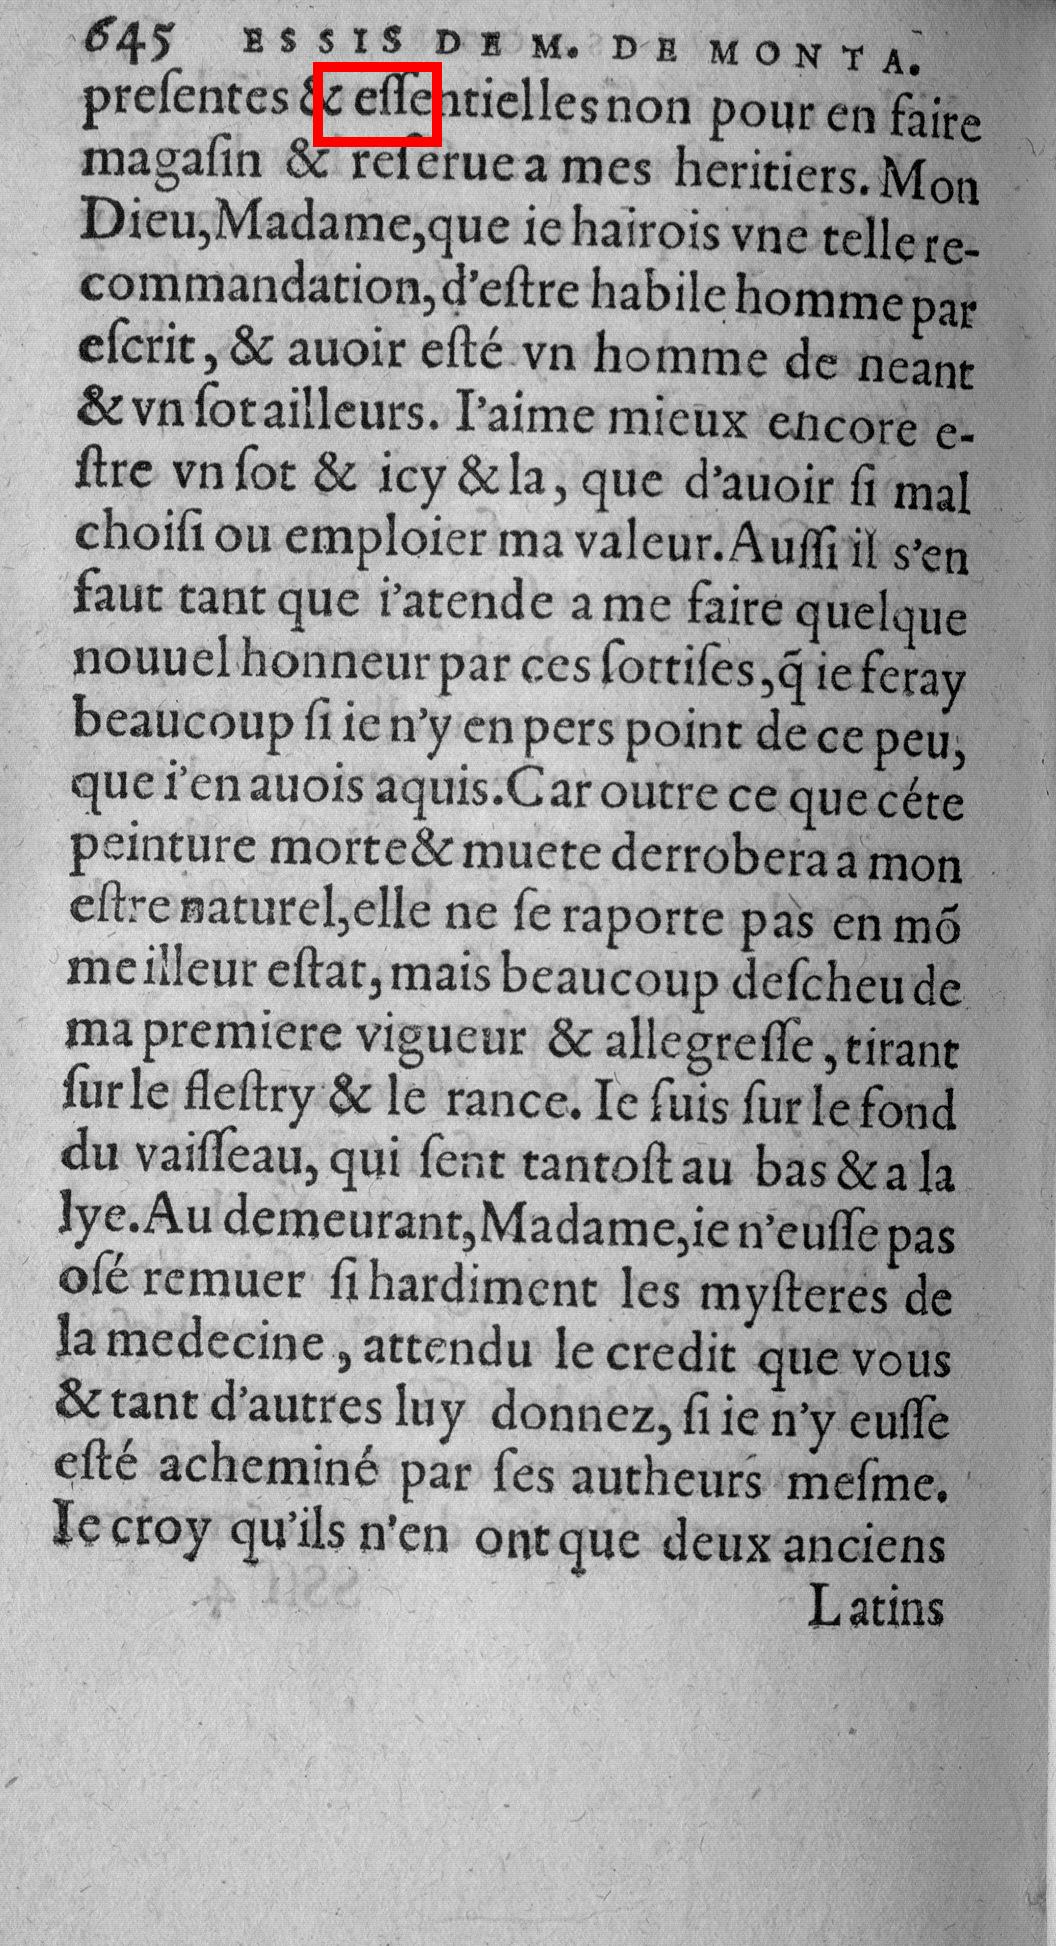 645 ESSIS DE M. DE MONTA.
preſentes & eſſentielles non pour en faire
magaſin & reſerue a mes heritiers. Mon
Dieu, Madame, que ie hairois vne telle re-
commandation, d'eſtre habile homme par
eſcrit, & auoir eſté vn homme de neant
& vn ſot ailleurs. I'aime mieux encore e-
ſtre vn ſot & icy & la, que d'auoir ſi mal
choiſi ou emploier ma valeur. Auſſi il s'en
faut tant que i'atende a me faire quelque
nouuel honneur par ces ſottiſes, q̃ ie feray
beaucoup ſi ie n'y en pers point de ce peu,
que i'en auois aquis. Car outre ce que céte
peinture morte & muete derrobera a mon
eſtre naturel, elle ne ſe raporte pas en mõ
meilleur eſtat, mais beaucoup deſcheu de
ma premiere vigueur & allegreſſe, tirant
ſur le fleſtry & le rance. Ie ſuis ſur le fond
du vaiſſeau, qui ſent tantoſt au bas & a la
lye. Au demeurant, Madame, ie n'euſſe pas
oſé remuer ſi hardiment les myſteres de
la medecine, attendu le credit que vous
& tant d'autres luy donnez, ſi ie n'y euſſe
eſté acheminé par ſes autheurs meſme.
Ie croy qu'ils n'en ont que deux anciens
Latins